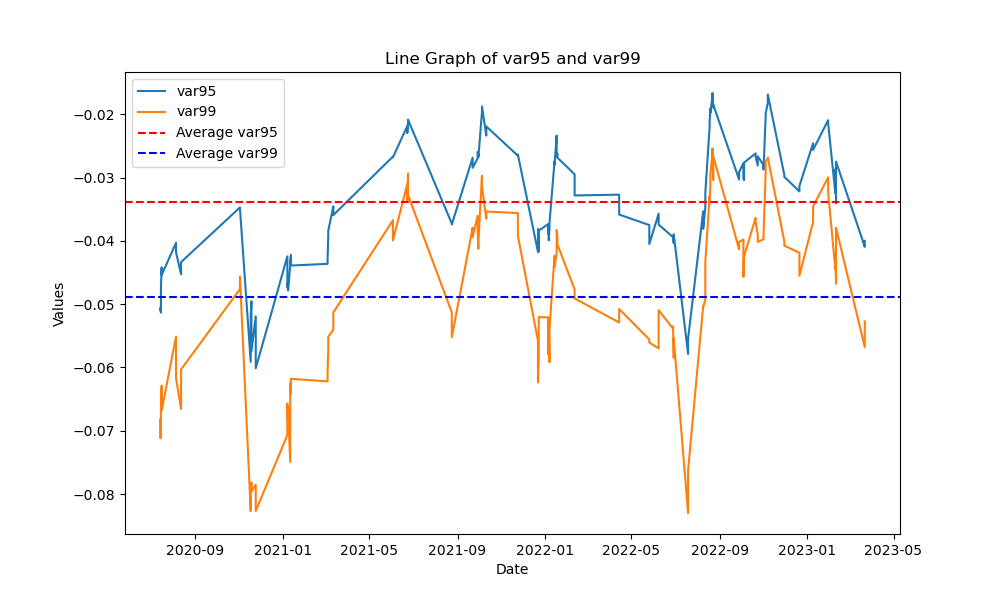 Line Graph of var95 and var99
var95
var99
Average var95
Average var99
Values
−0.02
−0.03
−0.04
−0.05
−0.06
−0.07
−0.08
2020-09 2021-01 2021-05 2021-09 2022-01 2022-05 2022-09 2023-01 2023-05
Date